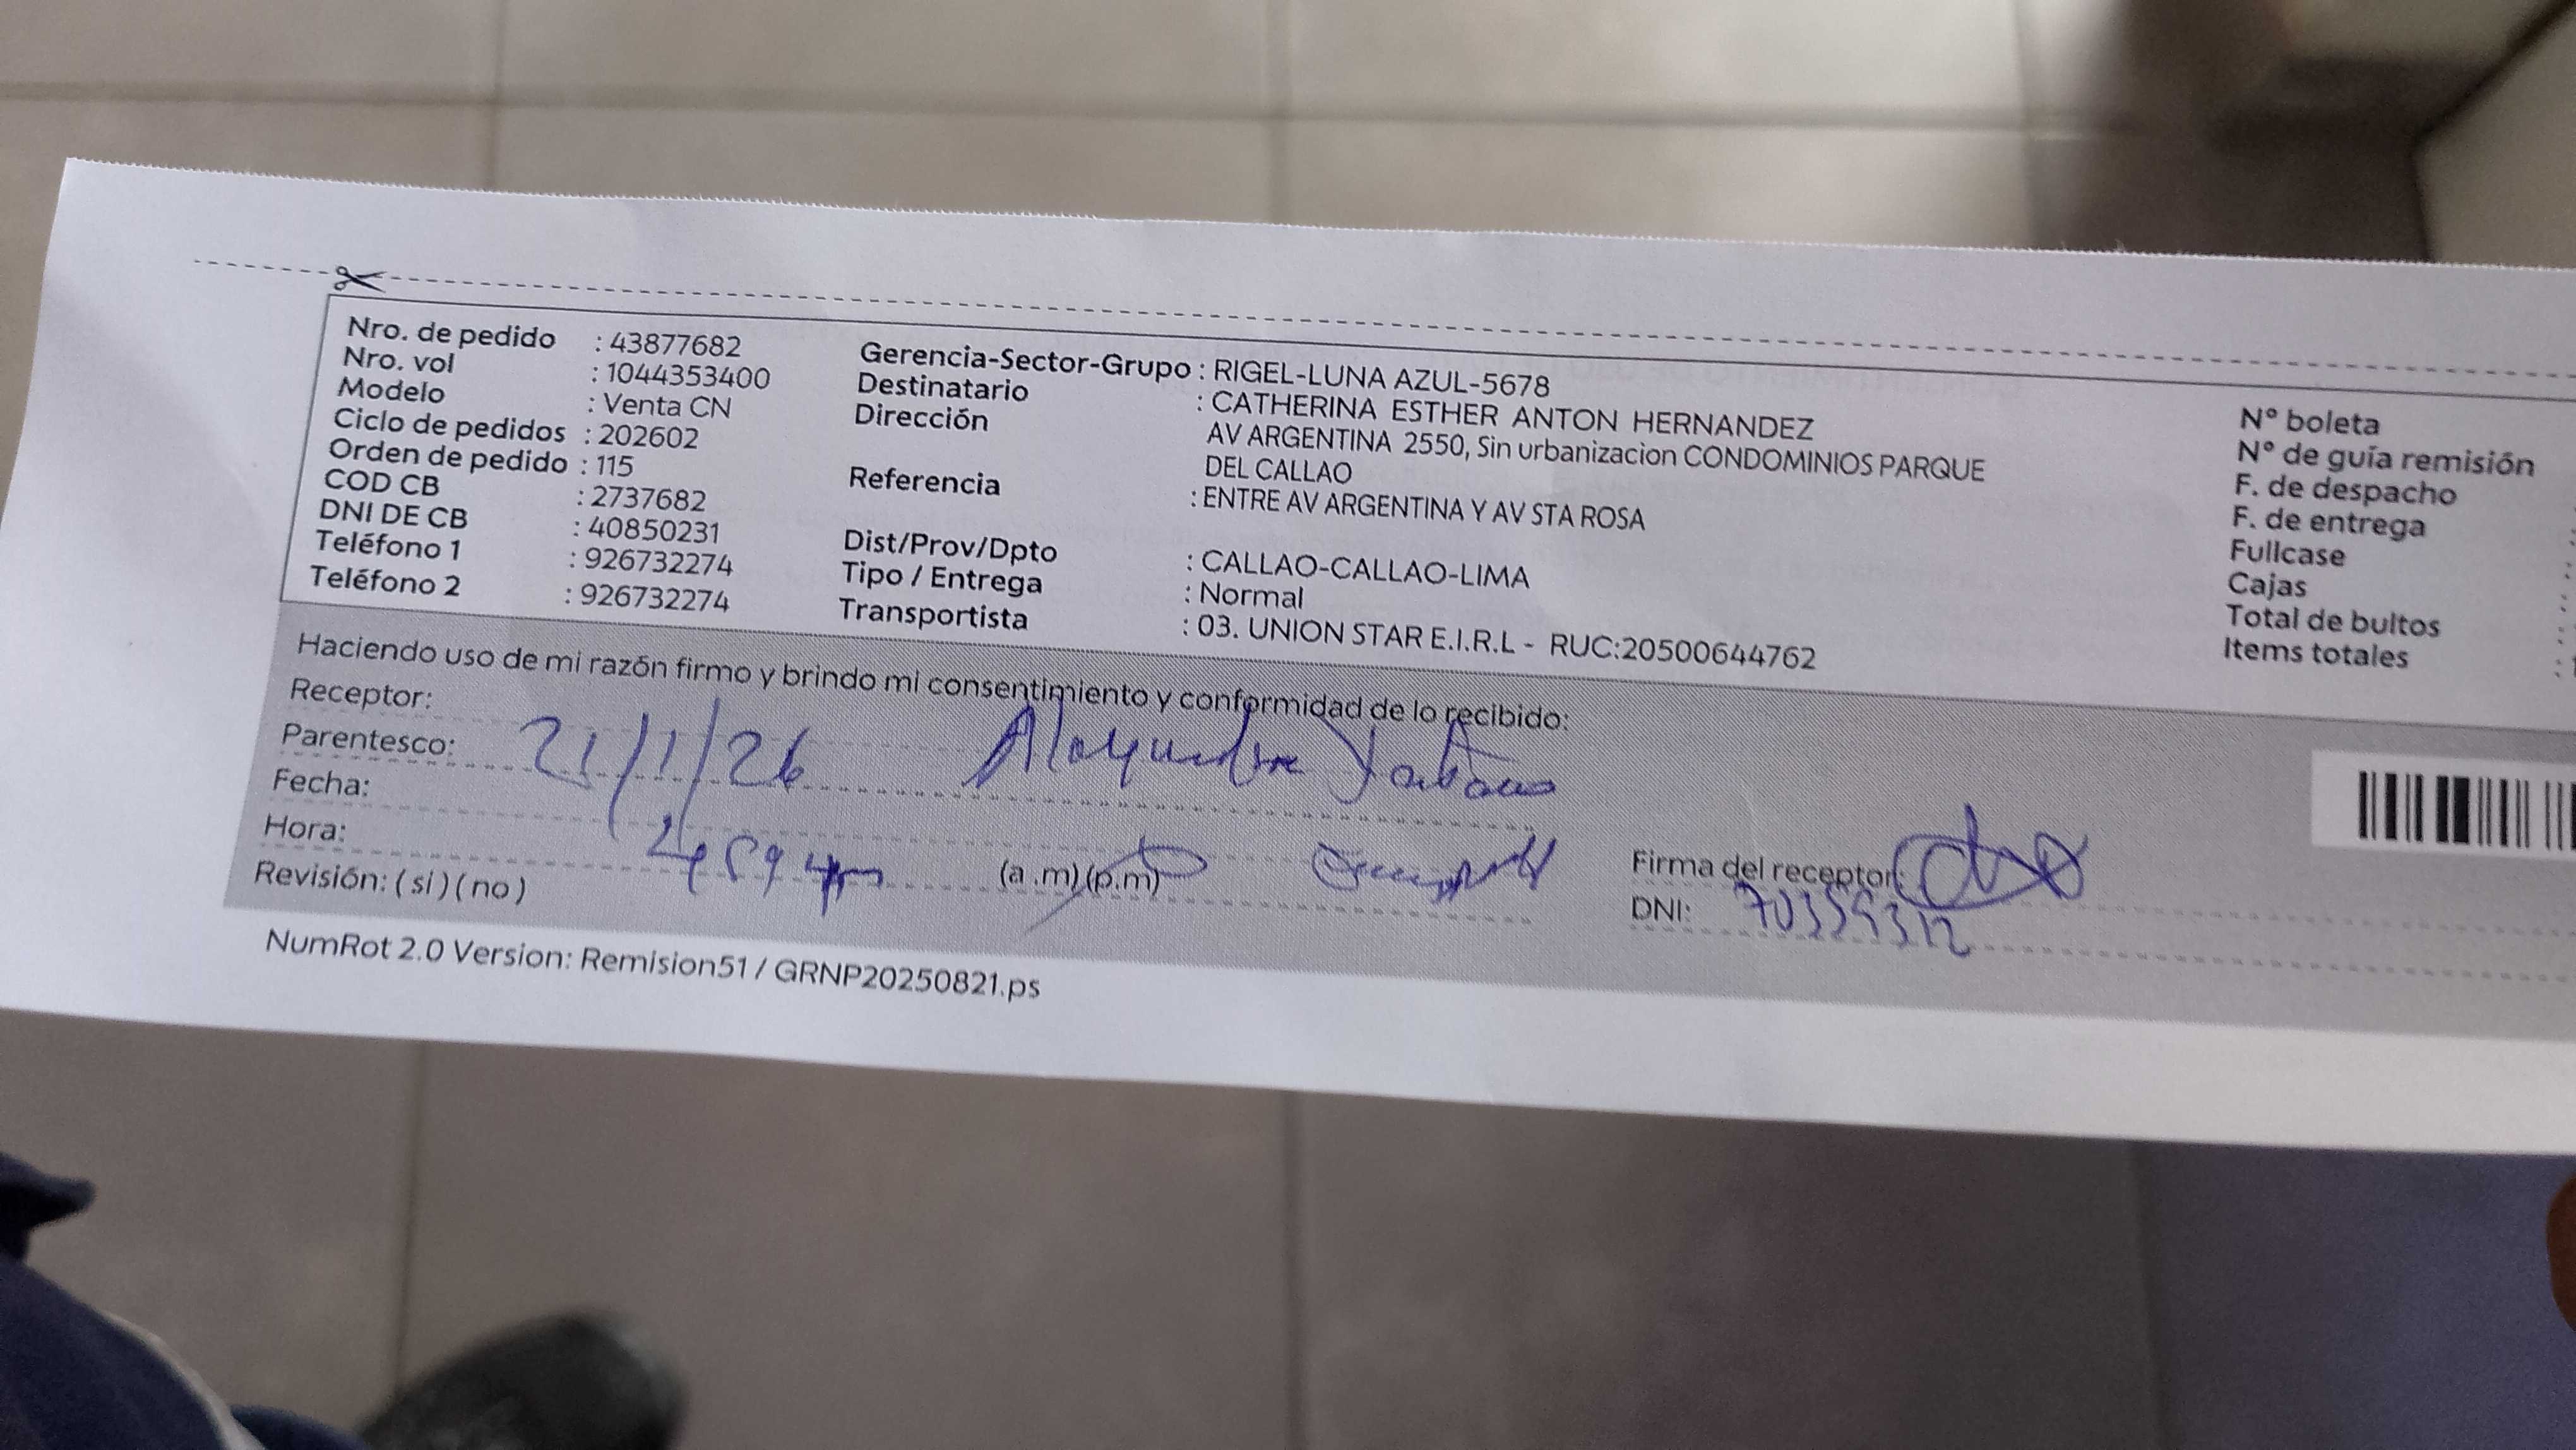 Nro. de pedido : 43877682
Nro. vol : 1044353400
Modelo : Venta CN
Ciclo de pedidos : 202602
Orden de pedido : 115
COD CB : 2737682
DNI DE CB : 40850231
Teléfono 1 : 926732274
Teléfono 2 : 926732274
Gerencia-Sector-Grupo : RIGEL-LUNA AZUL-5678
Destinatario : CATHERINA ESTHER ANTON HERNANDEZ
Dirección AV ARGENTINA 2550, Sin urbanizacion CONDOMINIOS PARQUE
DEL CALLAO
Referencia : ENTRE AV ARGENTINA Y AV STA ROSA
Dist/Prov/Dpto : CALLAO-CALLAO-LIMA
Tipo / Entrega : Normal
Transportista : 03. UNION STAR E.I.R.L - RUC:20500644762
N° boleta
N° de guía remisión
F. de despacho
F. de entrega :
Fullcase :
Cajas :
Total de bultos :
Items totales :
Haciendo uso de mi razón firmo y brindo mi consentimiento y conformidad de lo recibido:
Receptor:
Parentesco: 21/1/26
Fecha:
Hora: (a .m) (p.m)
Revisión: ( si ) ( no )
Firma del receptor:
DNI:
NumRot 2.0 Version: Remision51 / GRNP20250821.ps